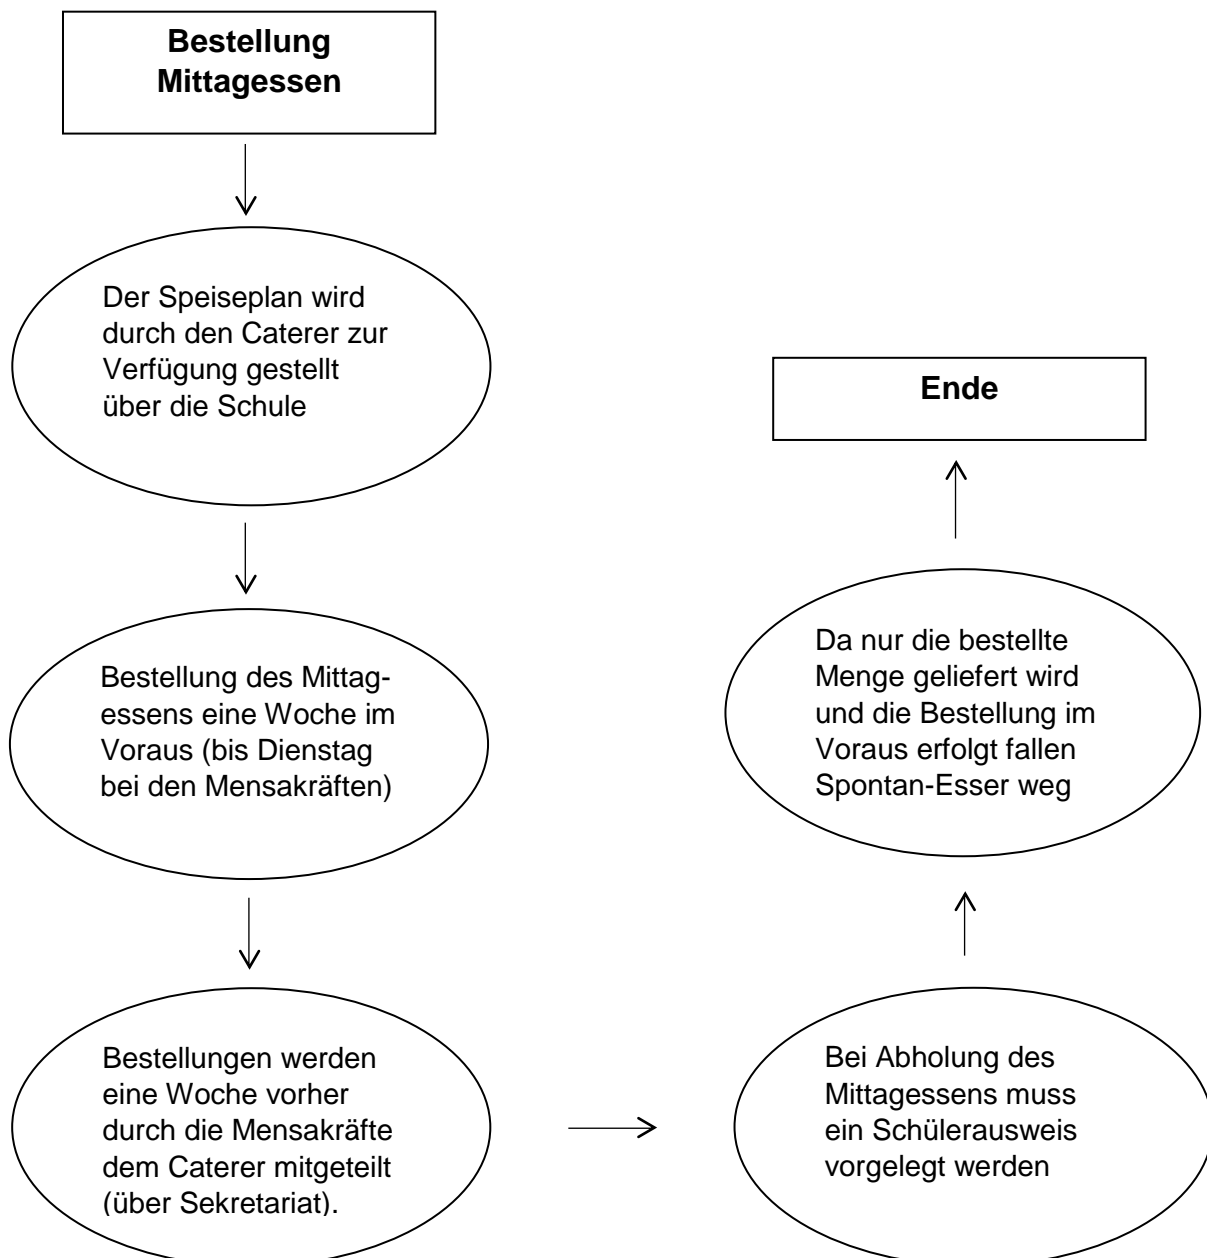 Bestellung
Mittagessen
Der Speiseplan wird
durch den Caterer zur
Verfügung gestellt
über die Schule
Bestellung des Mittag-
essens eine Woche im
Voraus (bis Dienstag
bei den Mensakräften)
Bestellungen werden
eine Woche vorher
durch die Mensakräfte
dem Caterer mitgeteilt
(über Sekretariat).
Bei Abholung des
Mittagessens muss
ein Schülerausweis
vorgelegt werden
Da nur die bestellte
Menge geliefert wird
und die Bestellung im
Voraus erfolgt fallen
Spontan-Esser weg
Ende